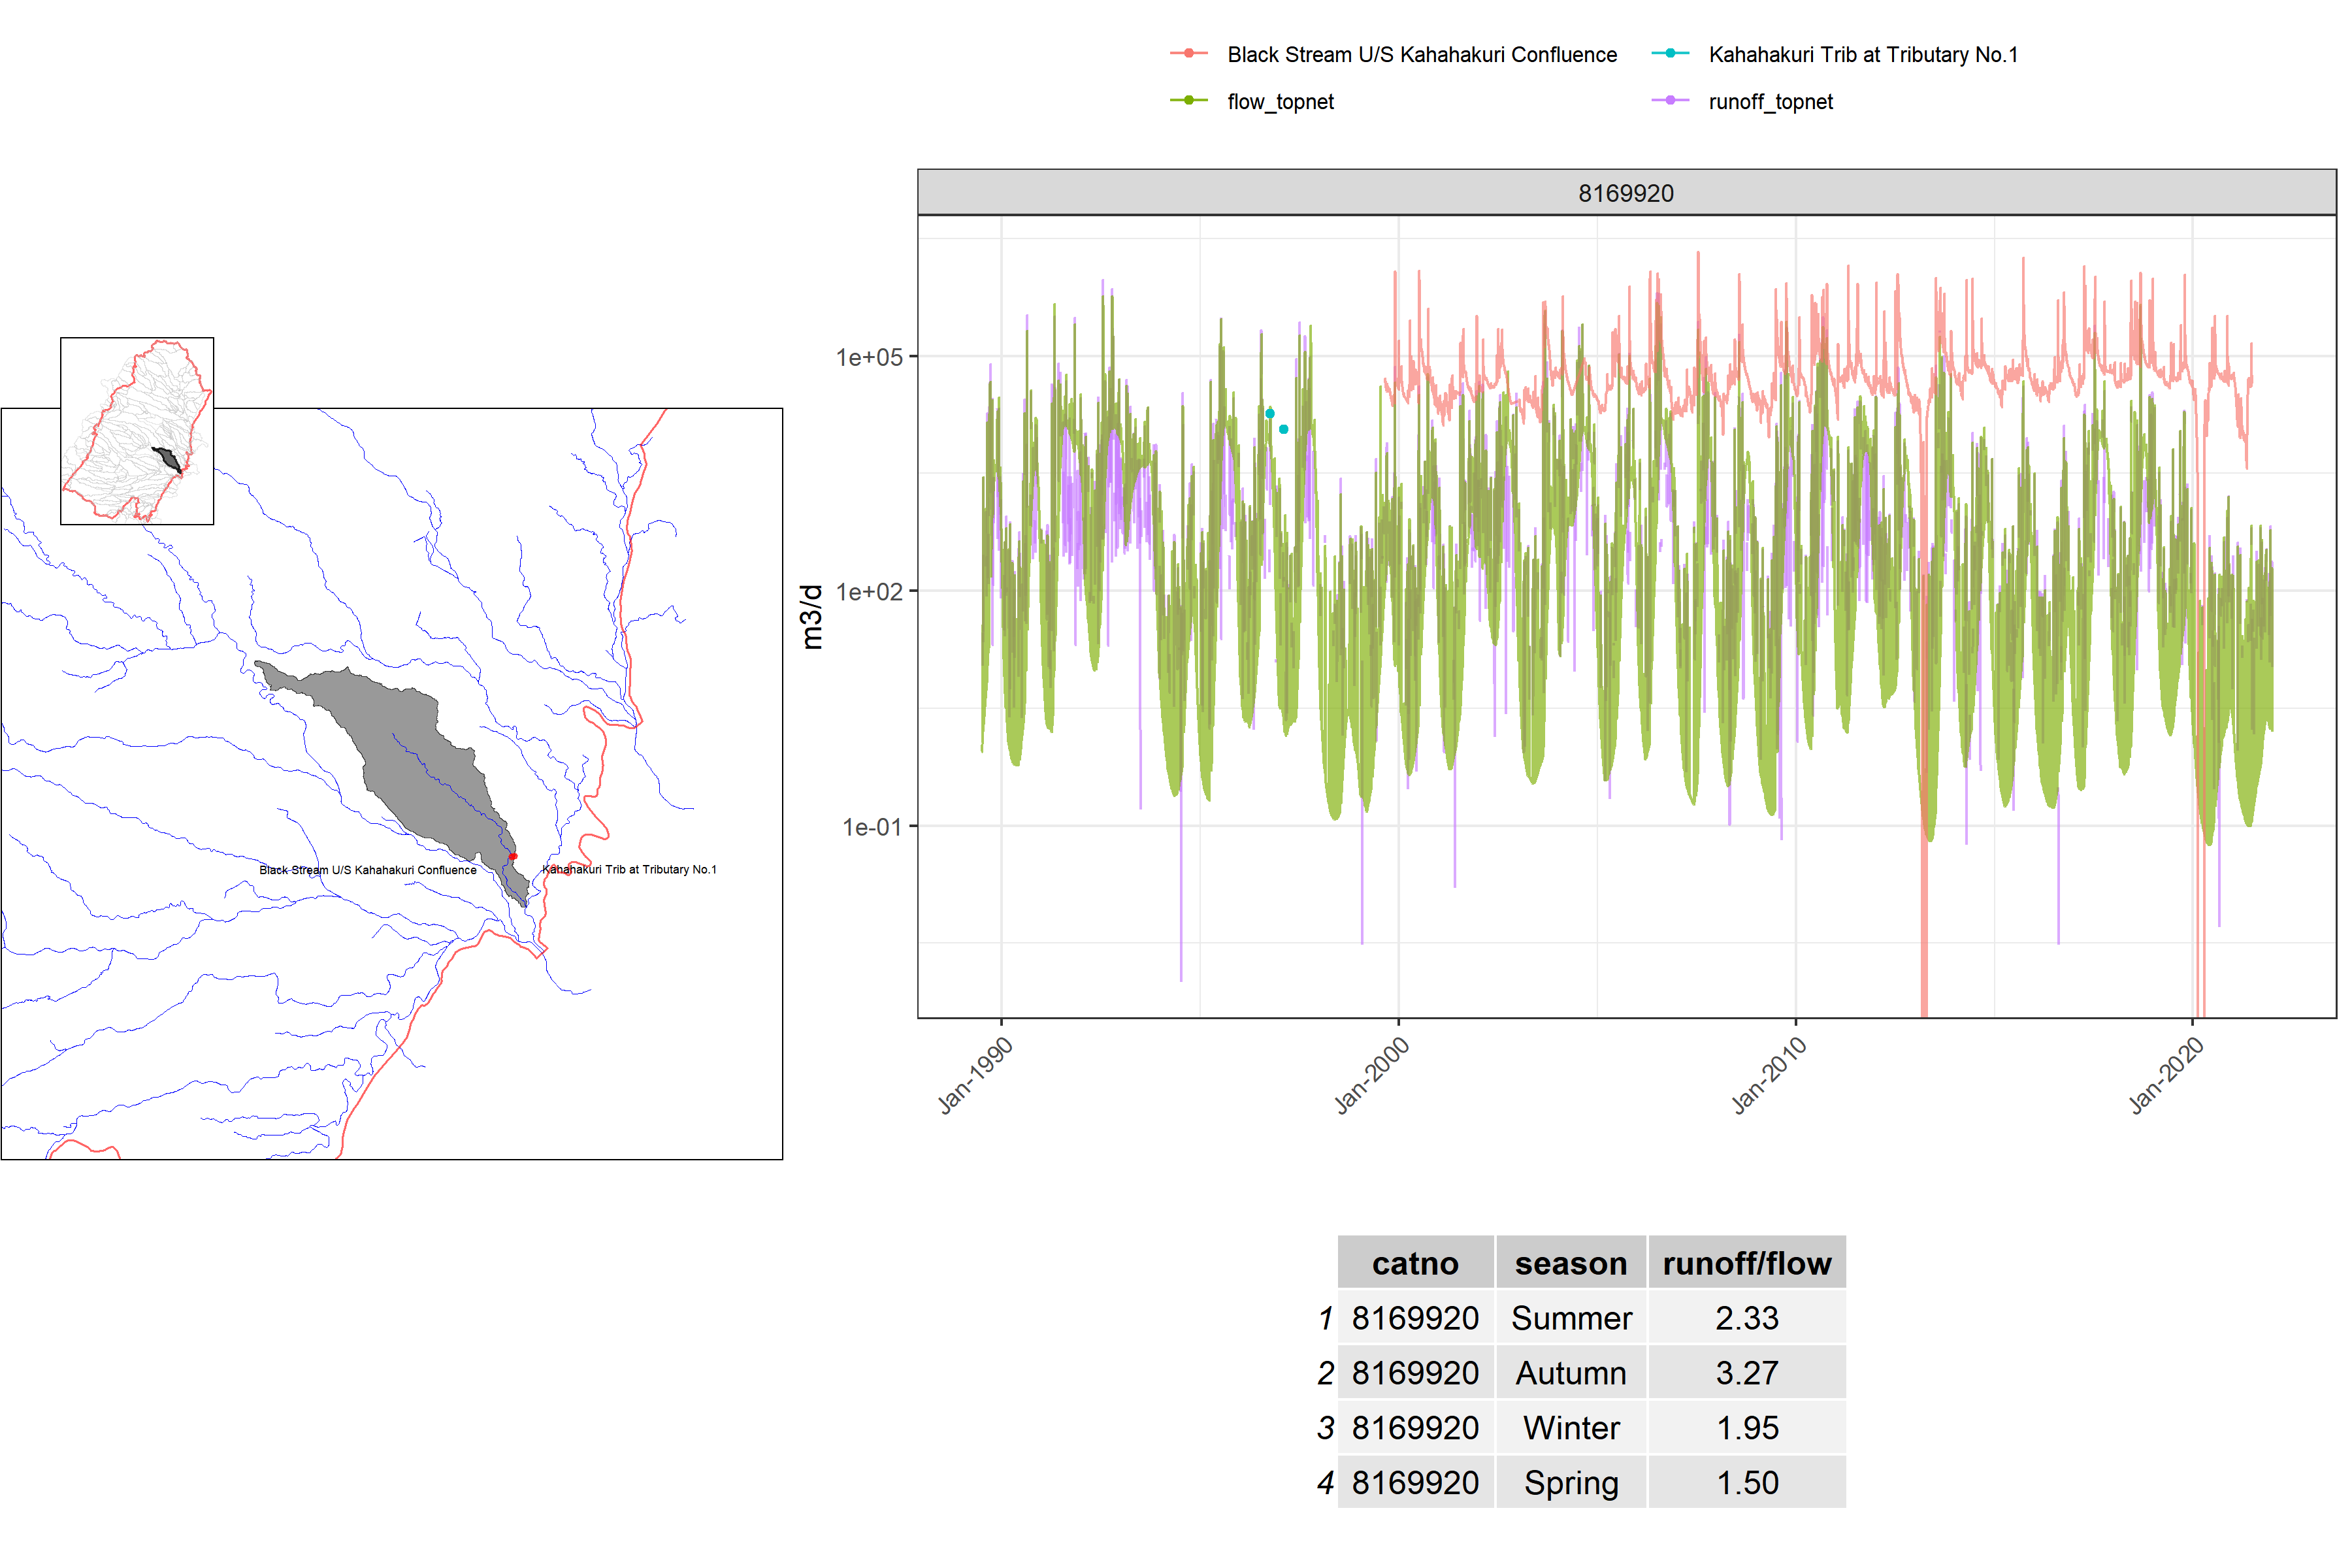 Black Stream U/S Kahahakuri Confluence
Kahahakuri Trib at Tributary No.1
flow_topnet
runoff_topnet
8169920
1e+05
1e+02
1e-01
m3/d
Jan-1990
Jan-2000
Jan-2010
Jan-2020
Black Stream U/S Kahahakuri Confluence
Kahahakuri Trib at Tributary No.1
catno season runoff/flow
1 8169920 Summer 2.33
2 8169920 Autumn 3.27
3 8169920 Winter 1.95
4 8169920 Spring 1.50